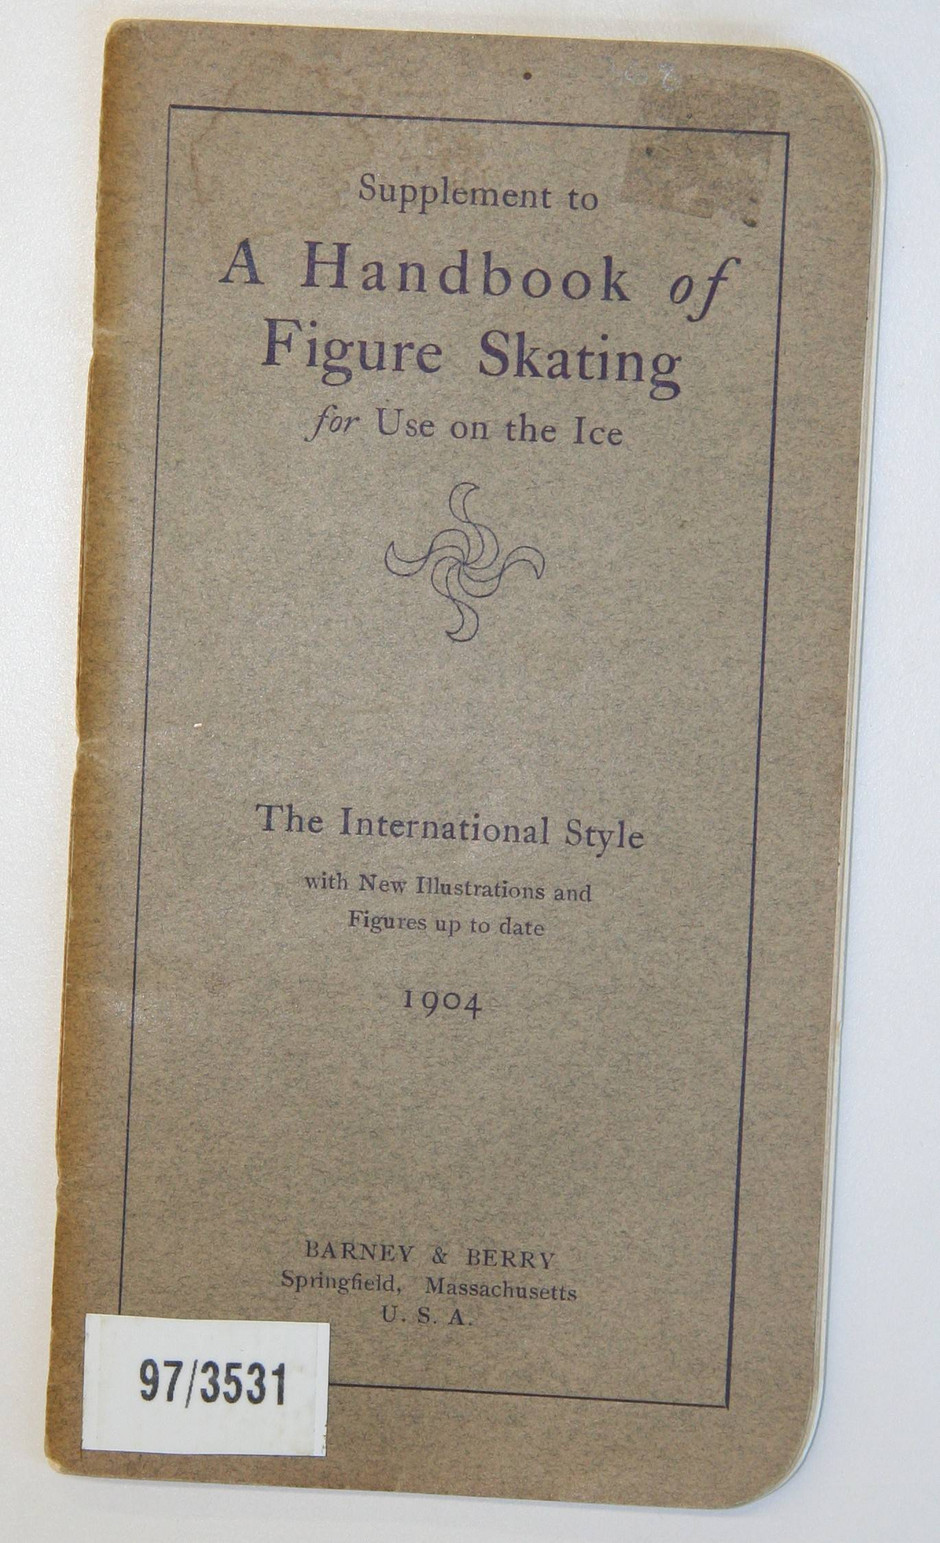 Supplement to
A Handbook of
Figure Skating
for Use on the Ice
The International Style
with New Illustrations and
Figures up to date
1904
BARNEY & BERRY
Springfield, Massachusetts
U. S. A.
97/3531